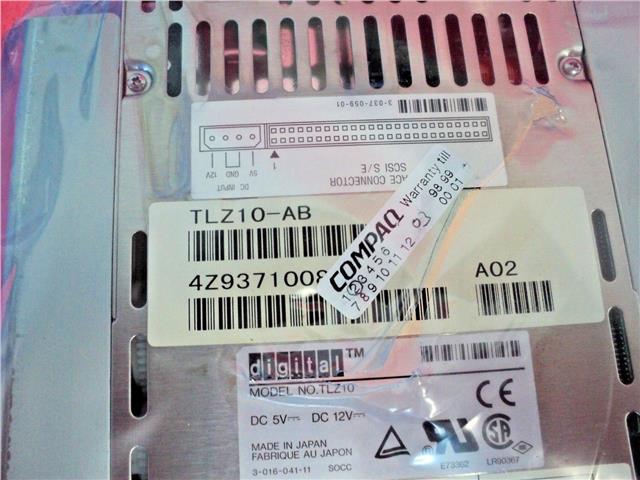 3-037-059-01
12V
GND
5V
DC INPUT
1
ACE CONNECTOR
SCSI S/E
TLZ10-AB
4Z9371008
A02
COMPAQ Warranty till
1 2 3 4 5 6 98 99
7 8 9 10 11 12 00 01
digital™
MODEL NO.TLZ10
DC 5V⎓ DC 12V⎓
MADE IN JAPAN
FABRIQUE AU JAPON
3-016-041-11 SOCC
CE
E73362
LR90367